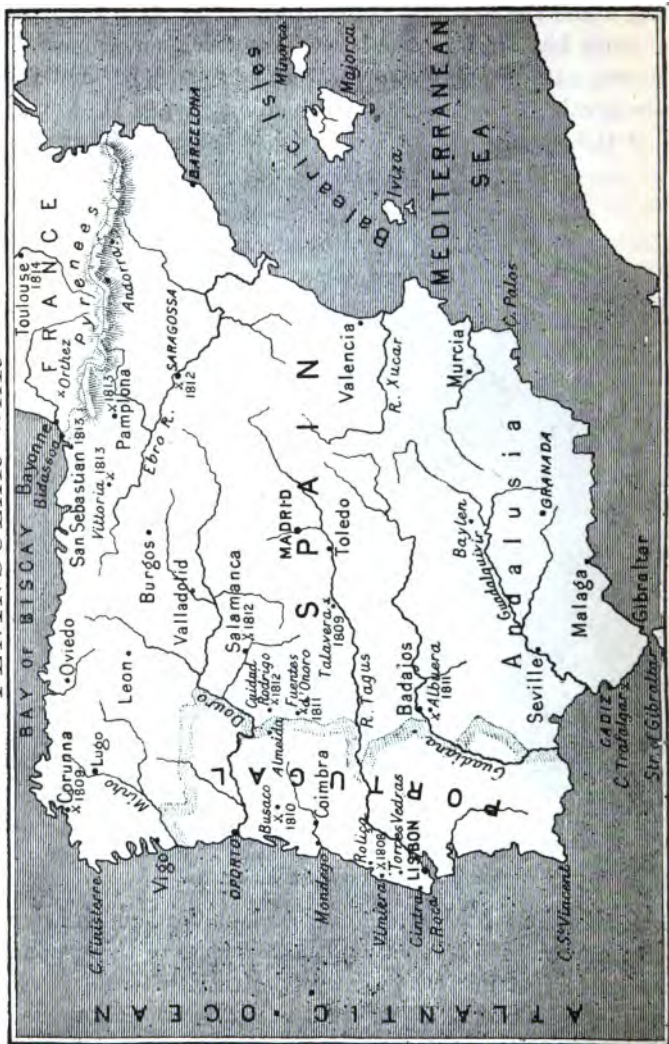 BAY OF BISCAY
Bayonne
Bidassoa
Toulouse
1814
FRANCE
x Orthez
Pyrenees
Andorra
San Sebastian 1813
x 1813
Pamplona
Vittoria 1813
x
Corunna
x 1809
Lugo
Oviedo
Leon
Burgos
Valladolid
Ebro R.
SARAGOSSA
x
1812
BARCELONA
C. Finisterre
Minho
Vigo
OPORTO
Douro
Salamanca
x 1812
Cuidad
Rodrigo
x 1812
Almeida
Fuentes
x d'Onoro
1811
Busaco
x
1810
Coimbra
Mondego
MADRID
Toledo
Talavera x
1809
SPAIN
PORTUGAL
ATLANTIC OCEAN
Rolica
Vimiera x 1808
Torres Vedras
Cintra
LISBON
C. Roca
R. Tagus
Badajos
x Albuera
1811
Guadiana
Valencia
R. Xucar
Murcia
C. Palos
Balearic Isles
Minorca
Majorca
Iviza
MEDITERRANEAN
SEA
Baylen
Guadalquivir
Andalusia
GRANADA
Seville
Malaga
C. St. Vincent
CADIZ
C. Trafalgar
Str. of Gibraltar
Gibraltar